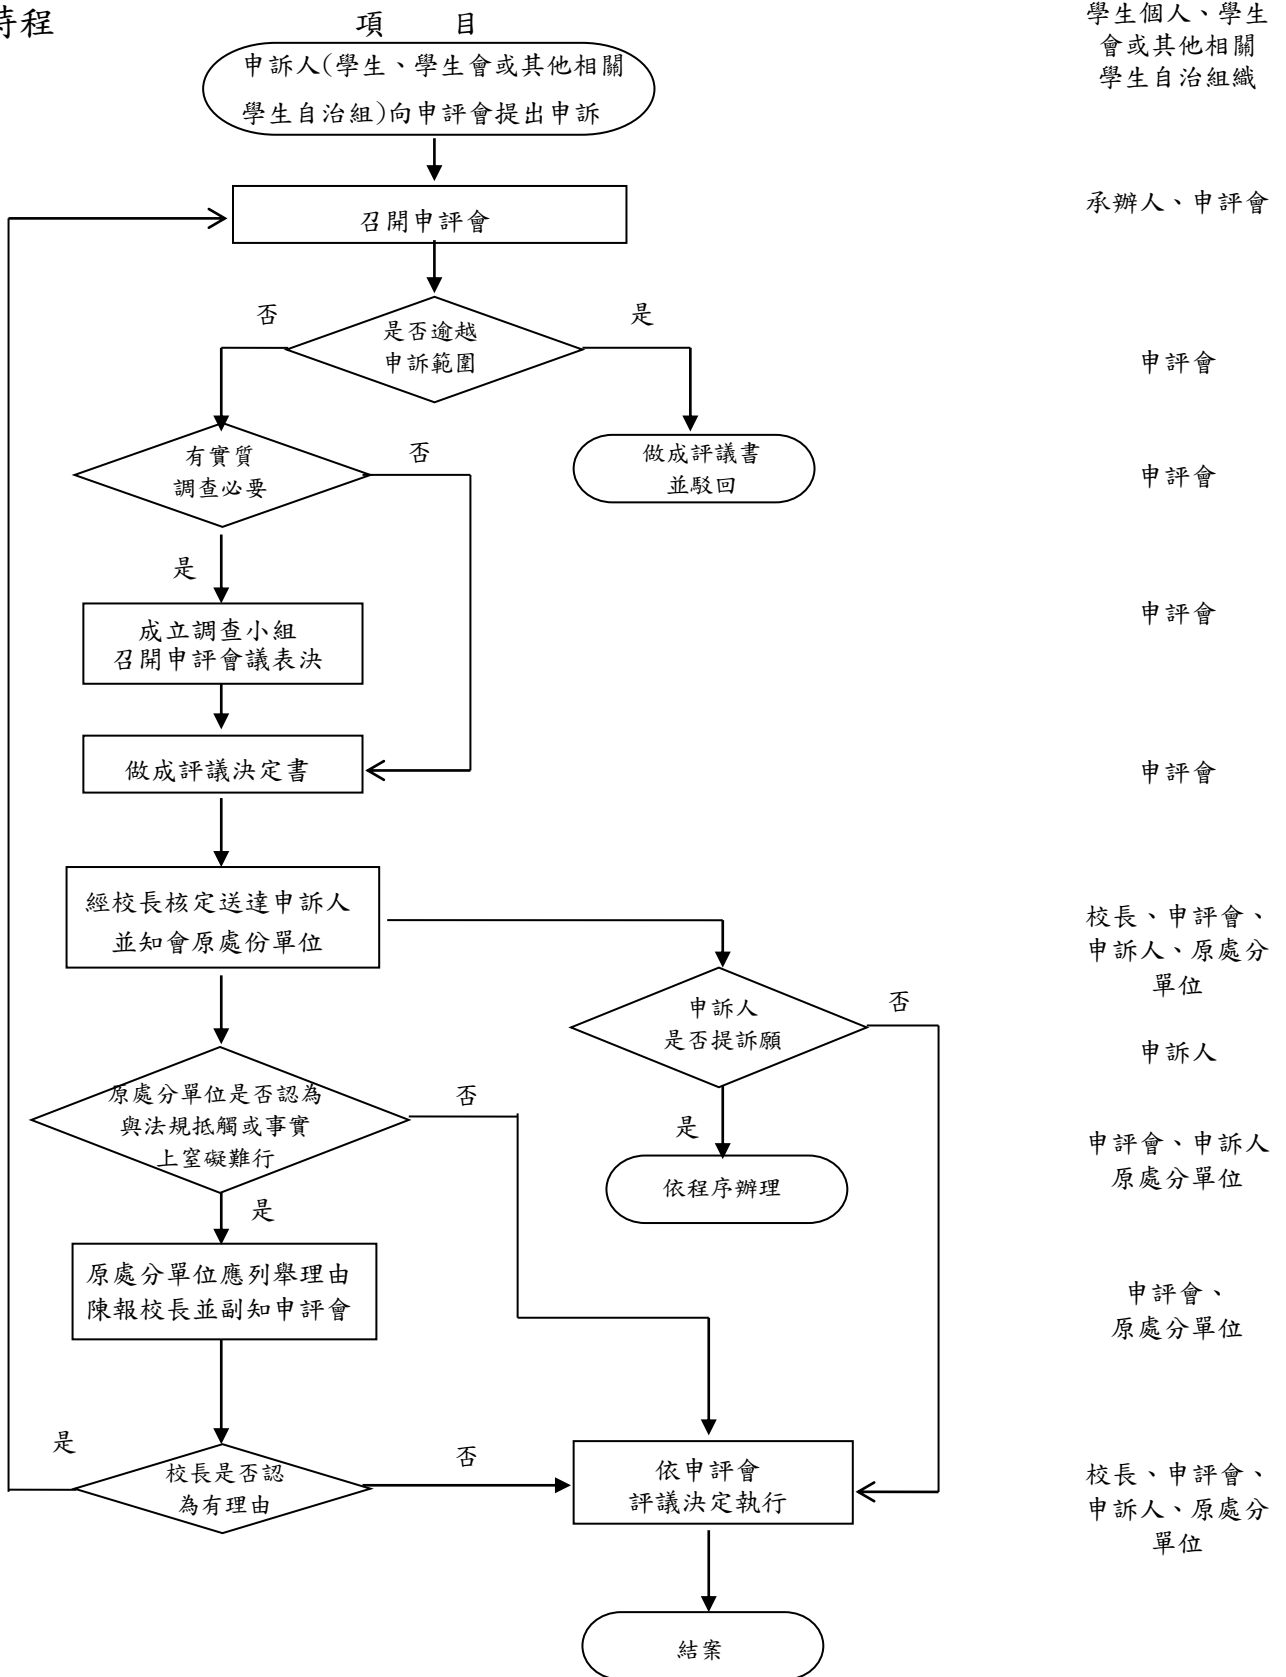 時程
項 目
學生個人、學生
會或其他相關
學生自治組織
申訴人(學生、學生會或其他相關
學生自治組)向申評會提出申訴
召開申評會
承辦人、申評會
否
是
是否逾越
申訴範圍
申評會
有實質
調查必要
否
做成評議書
並駁回
申評會
是
成立調查小組
召開申評會議表決
申評會
做成評議決定書
申評會
經校長核定送達申訴人
並知會原處份單位
校長、申評會、
申訴人、原處分
單位
申訴人
是否提訴願
否
申訴人
原處分單位是否認為
與法規抵觸或事實
上窒礙難行
否
是
依程序辦理
申評會、申訴人
原處分單位
是
原處分單位應列舉理由
陳報校長並副知申評會
申評會、
原處分單位
是
校長是否認
為有理由
否
依申評會
評議決定執行
校長、申評會、
申訴人、原處分
單位
結案